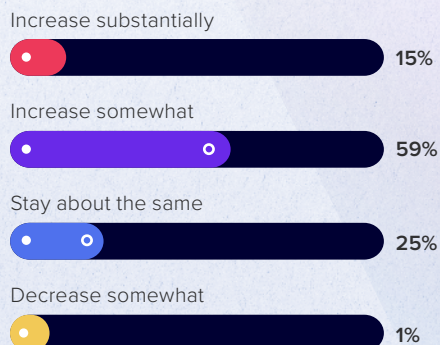 Increase substantially
15%
Increase somewhat
59%
Stay about the same
25%
Decrease somewhat
1%